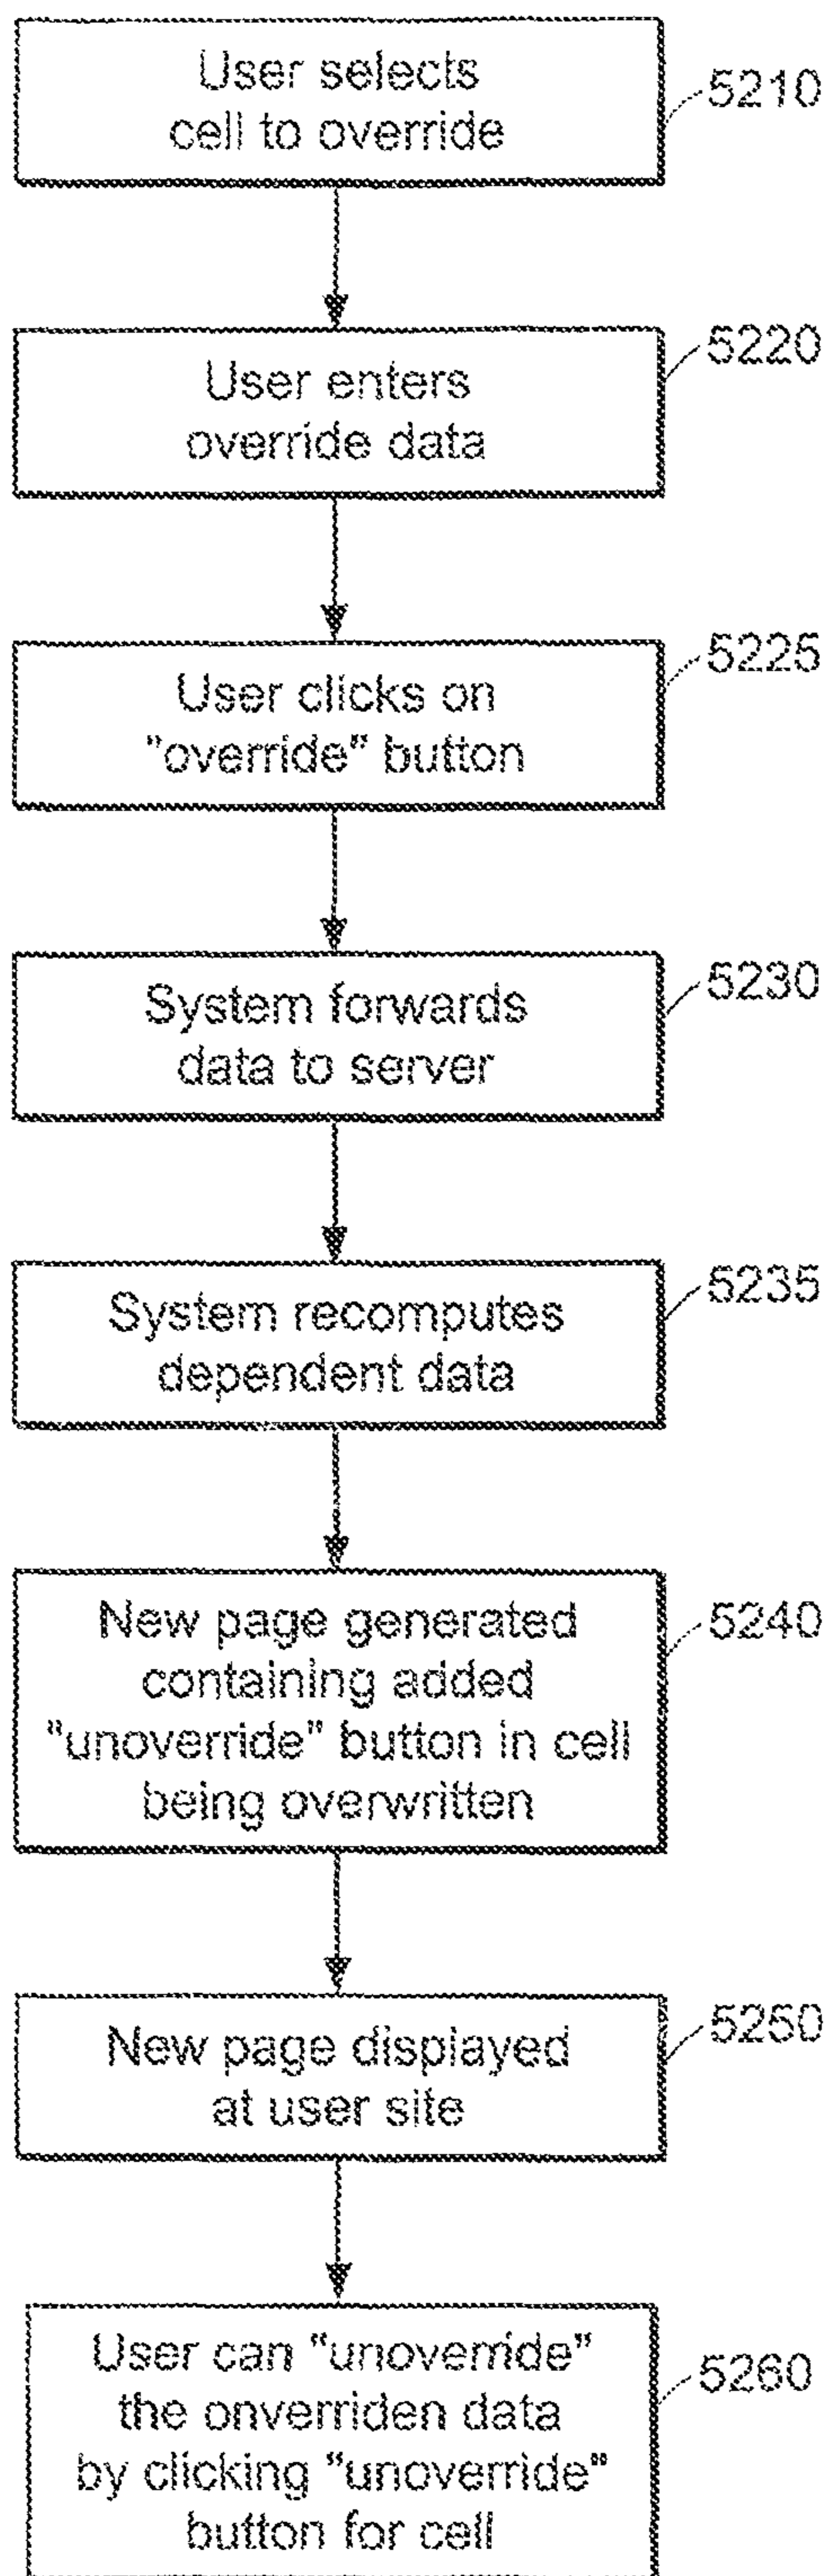 User selects
cell to override
5210
User enters
override data
5220
User clicks on
"override" button
5225
System forwards
data to server
5230
System recomputes
dependent data
5235
New page generated
containing added
"unoverride" button in cell
being overwritten
5240
New page displayed
at user site
5250
User can "unoverride"
the onverriden data
by clicking "unoverride"
button for cell
5260